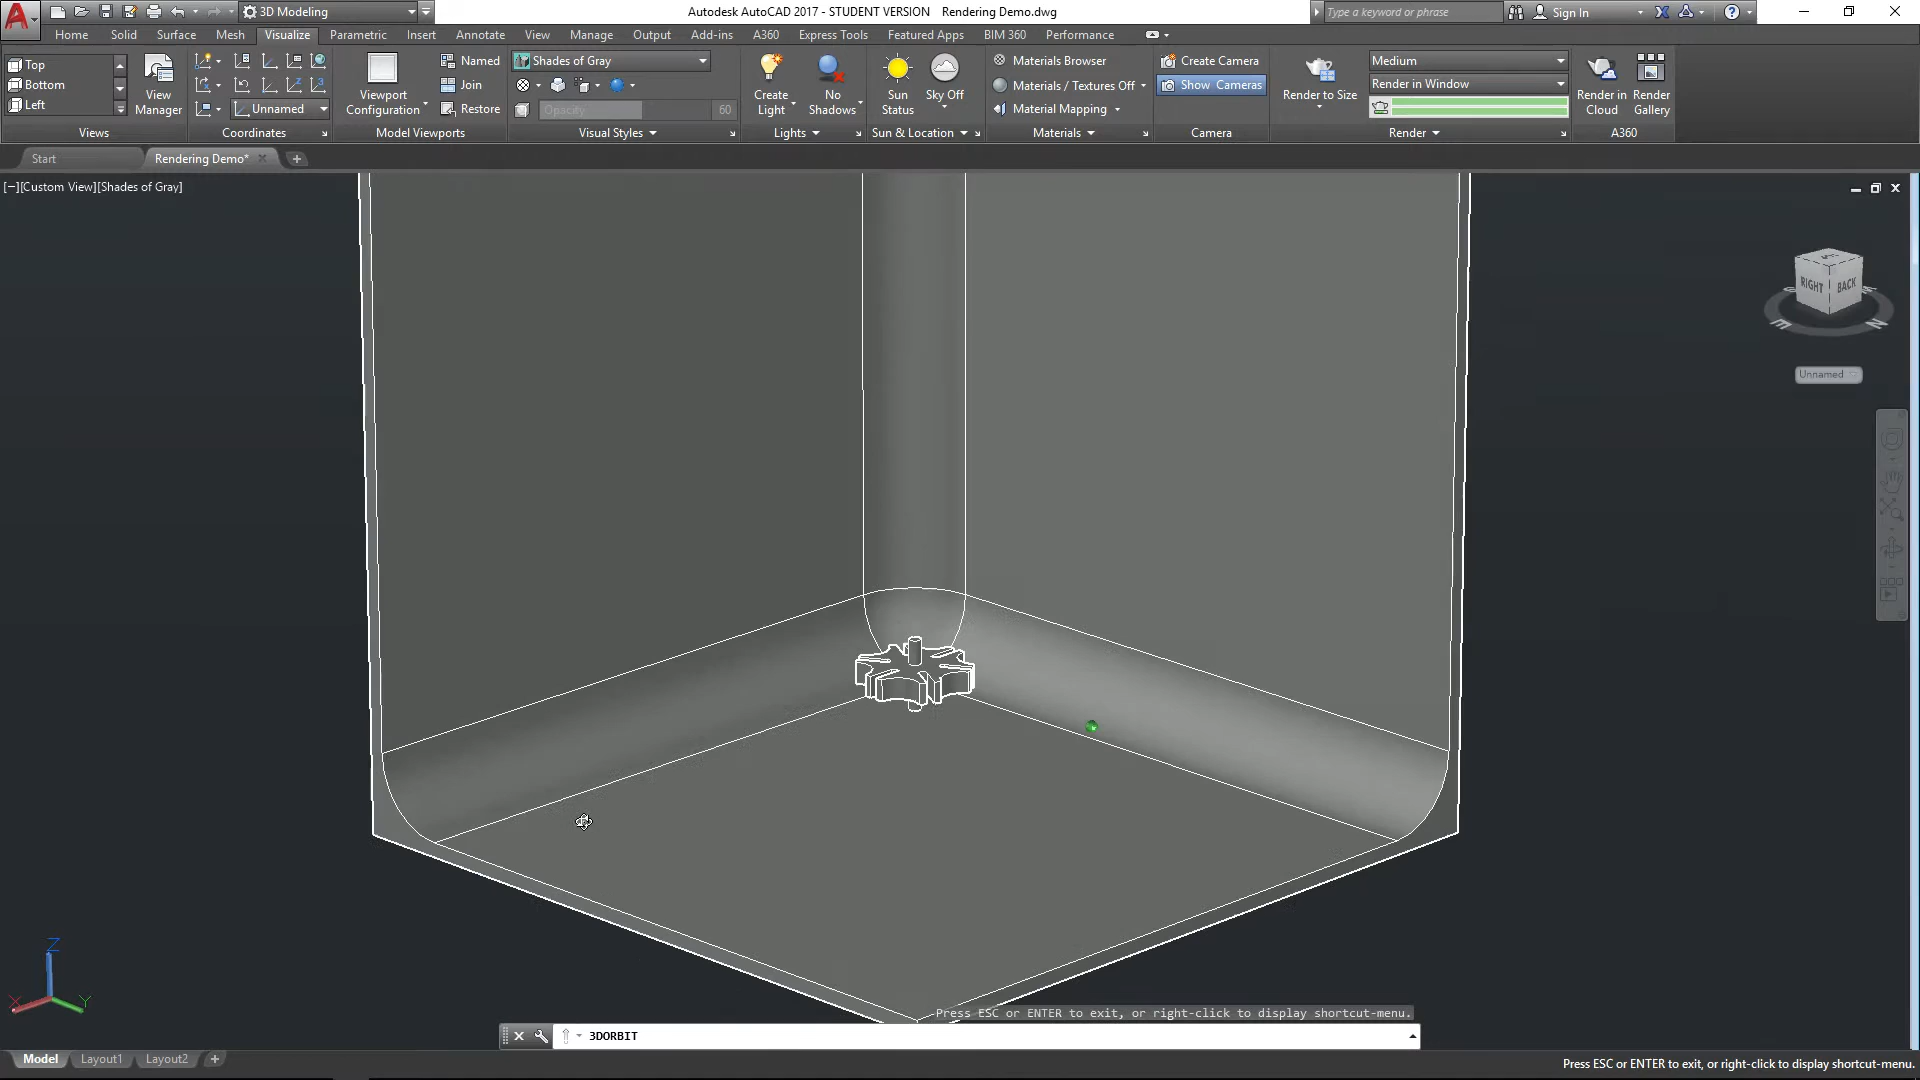 3D Modeling
Autodesk AutoCAD 2017 - STUDENT VERSION Rendering Demo.dwg
Type a keyword or phrase
Sign In
Home Solid Surface Mesh Visualize Parametric Insert Annotate View Manage Output Add-ins A360 Express Tools Featured Apps BIM 360 Performance
Top
Bottom
Left
View
Manager
Views
Unnamed
Coordinates
Viewport
Configuration
Named
Join
Restore
Model Viewports
Shades of Gray
Opacity 60
Visual Styles
Create
Light
No
Shadows
Lights
Sun
Status
Sky Off
Sun & Location
Materials Browser
Materials / Textures Off
Material Mapping
Materials
Create Camera
Show Cameras
Camera
Render to Size
Medium
Render in Window
Render
Render in
Cloud
Render
Gallery
A360
Start
Rendering Demo*
[−][Custom View][Shades of Gray]
RIGHT
BACK
E
N
Unnamed
Z
X
Y
Press ESC or ENTER to exit, or right-click to display shortcut-menu.
3DORBIT
Model Layout1 Layout2 +
Press ESC or ENTER to exit, or right-click to display shortcut-menu.